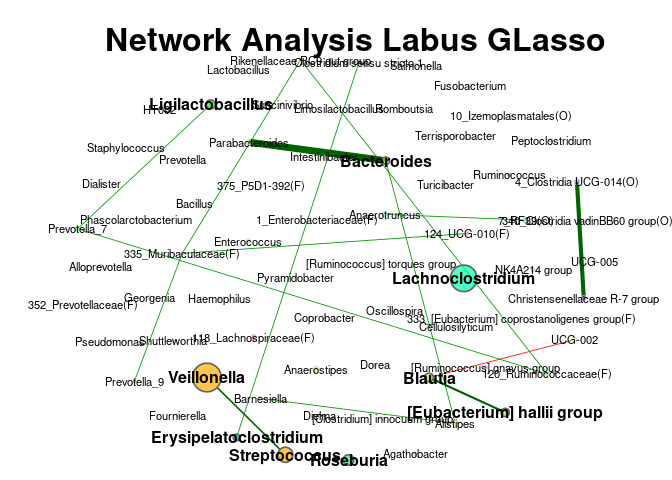 Network Analysis Labus GLasso
Rikenellaceae RC9 gut group
Clostridium sensu stricto 1
Salmonella
Lactobacillus
Fusobacterium
HT002
Ligilactobacillus
Succinivibrio
Limosilactobacillus
Romboutsia
10_Izemoplasmatales(O)
Terrisporobacter
Peptoclostridium
Parabacteroides
Staphylococcus
Prevotella
Intestinibacter
Bacteroides
Ruminococcus
4_Clostridia UCG-014(O)
Dialister
375_P5D1-392(F)
Turicibacter
Bacillus
Anaerotruncus
Phascolarctobacterium
1_Enterobacteriaceae(F)
Prevotella_7
124_UCG-010(F)
Enterococcus
335_Muribaculaceae(F)
Alloprevotella
[Ruminococcus] torques group
NK4A214 group
UCG-005
Pyramidobacter
Lachnoclostridium
352_Prevotellaceae(F)
Georgenia
Haemophilus
Christensenellaceae R-7 group
Oscillospira
Coprobacter
333_[Eubacterium] coprostanoligenes group(F)
Cellulosilyticum
Pseudomonas
Shuttleworthia
118_Lachnospiraceae(F)
UCG-002
Dorea
Anaerostipes
[Ruminococcus] gnavus group
120_Ruminococcaceae(F)
Prevotella_9
Veillonella
Blautia
Barnesiella
Fournierella
Dielma
[Clostridium] innocuum group
[Eubacterium] hallii group
Alistipes
Erysipelatoclostridium
Streptococcus
Roseburia
Agathobacter